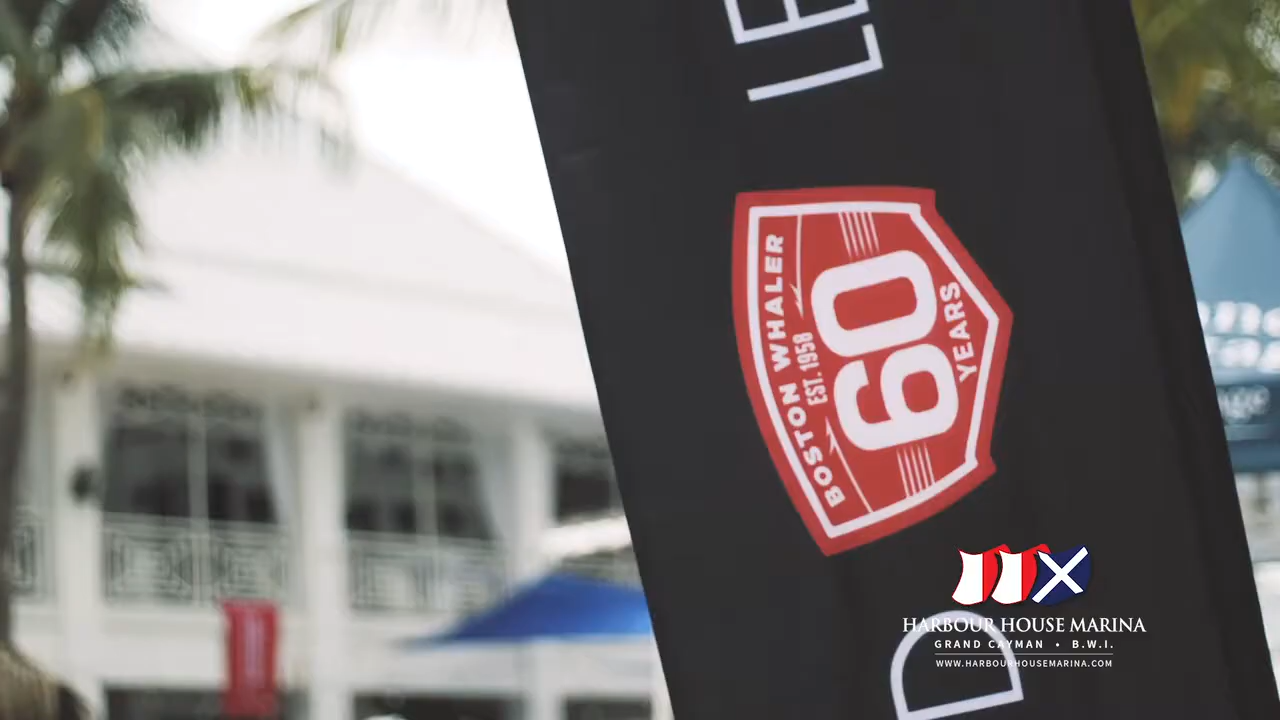 LE
BOSTON WHALER
EST. 1958
60
YEARS
D
HARBOUR HOUSE MARINA
GRAND CAYMAN • B.W.I.
WWW.HARBOURHOUSEMARINA.COM